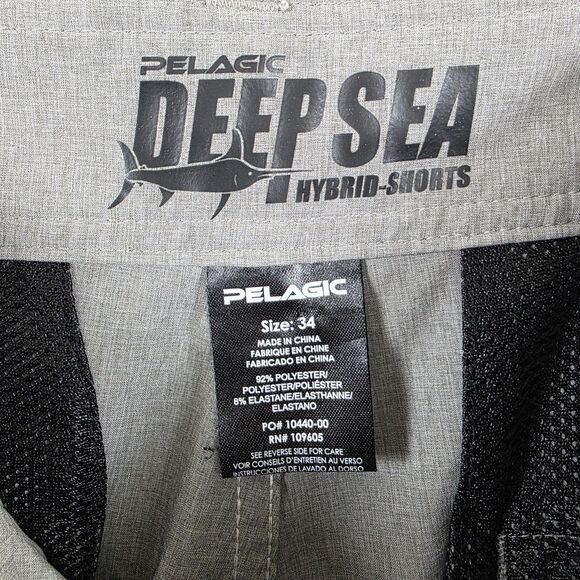 PELAGIC
DEEP SEA
HYBRID-SHORTS
PELAGIC
Size: 34
MADE IN CHINA
FABRIQUE EN CHINE
FABRICADO EN CHINA
92% POLYESTER/
POLYESTER/POLIÉSTER
8% ELASTANE/ELASTHANNE/
ELASTANO
PO# 10440-00
RN# 109605
SEE REVERSE SIDE FOR CARE
VOIR CONSEILS D'ENTRETIEN AU VERSO
INSTRUCCIONES DE LAVADO AL DORSO